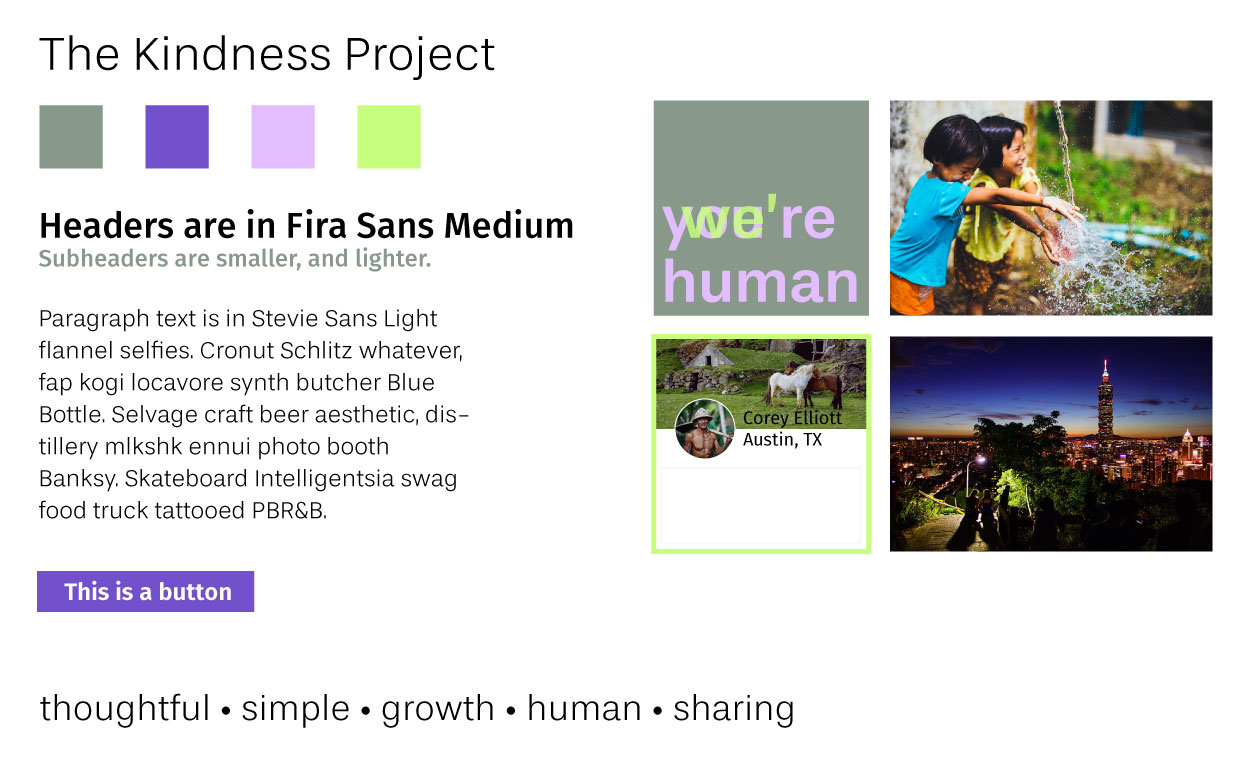 The Kindness Project
Headers are in Fira Sans Medium
Subheaders are smaller, and lighter.
Paragraph text is in Stevie Sans Light
flannel selfies. Cronut Schlitz whatever,
fap kogi locavore synth butcher Blue
Bottle. Selvage craft beer aesthetic, dis-
tillery mlkshk ennui photo booth
Banksy. Skateboard Intelligentsia swag
food truck tattooed PBR&B.
This is a button
you're
we'
human
Corey Elliott
Austin, TX
thoughtful • simple • growth • human • sharing